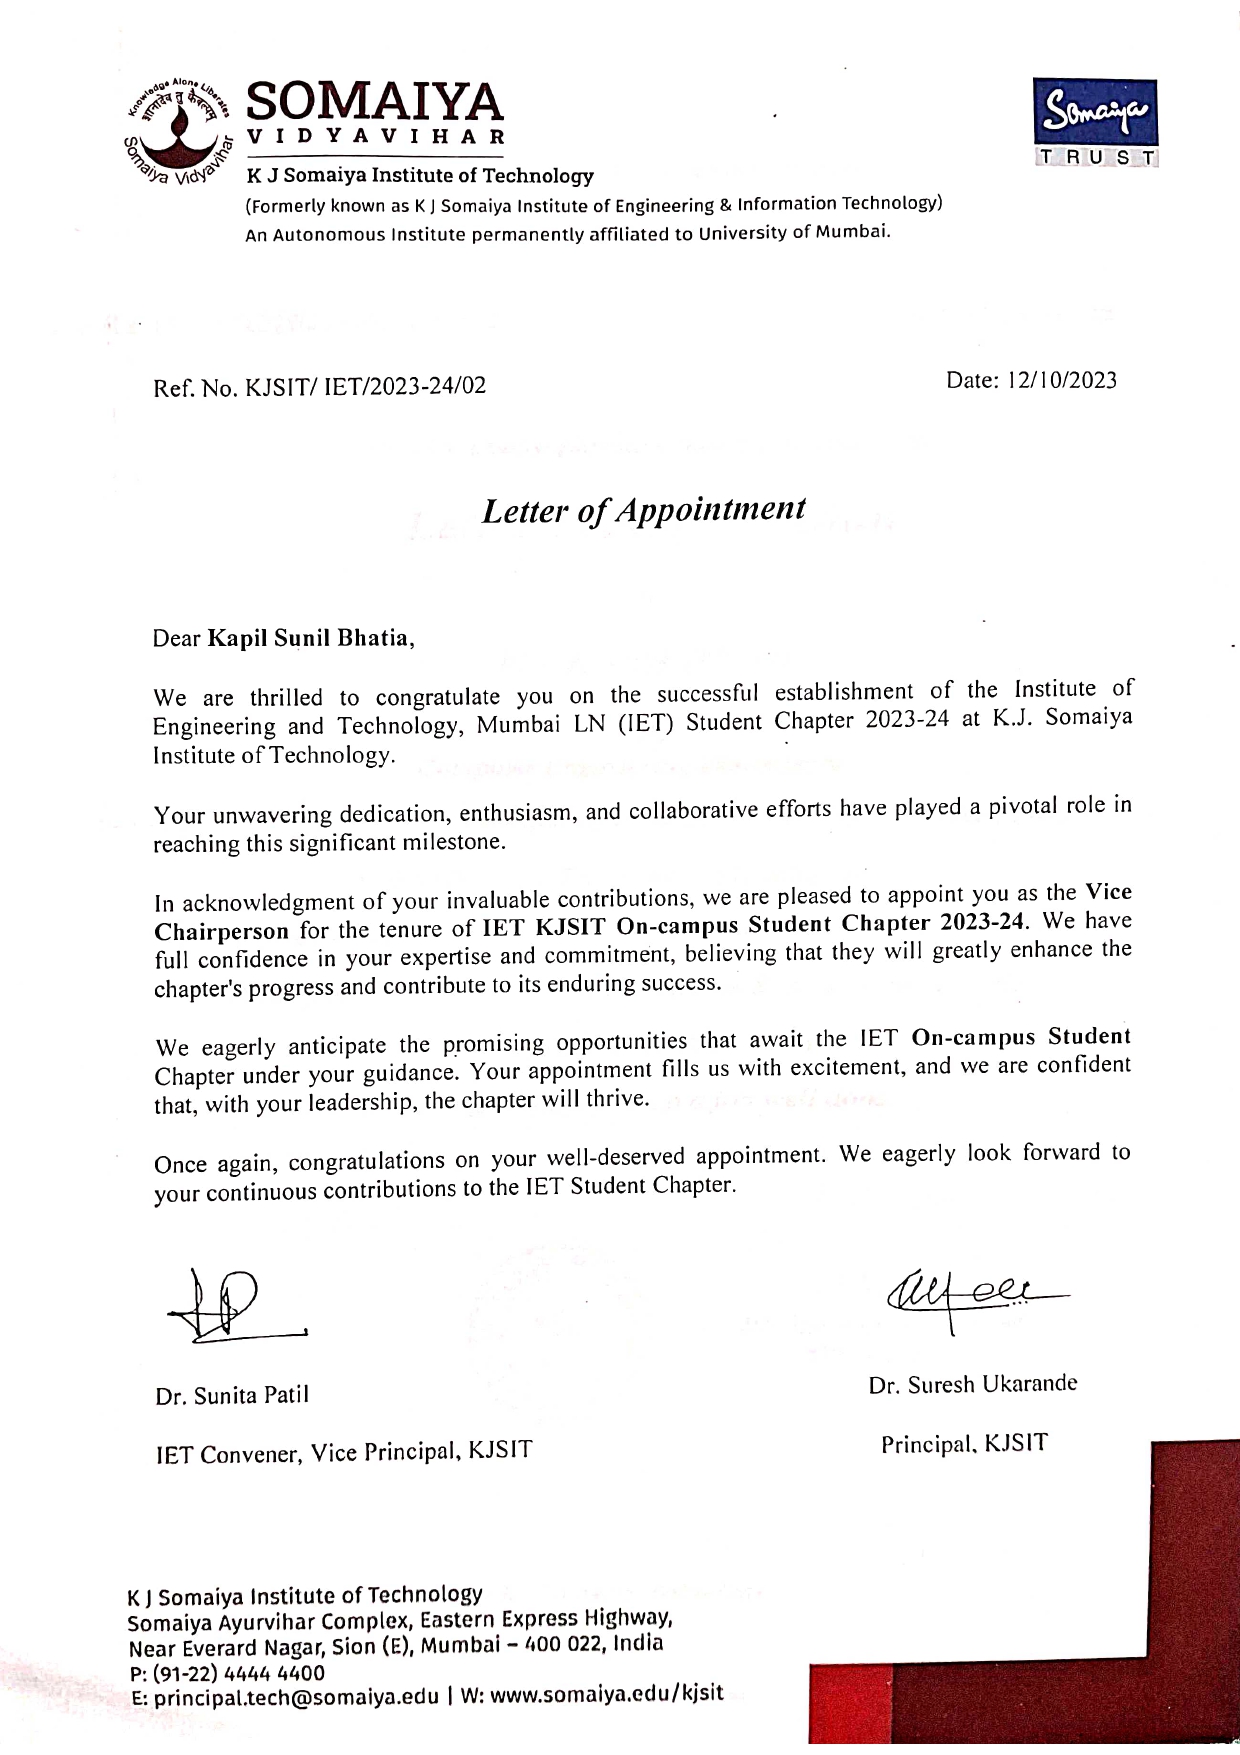 Knowledge Alone Liberates
ज्ञानादेव तु कैवल्यम्
Somaiya Vidyavihar
SOMAIYA
VIDYAVIHAR
K J Somaiya Institute of Technology
(Formerly known as K J Somaiya Institute of Engineering & Information Technology)
An Autonomous Institute permanently affiliated to University of Mumbai.
Somaiya
TRUST
Ref. No. KJSIT/ IET/2023-24/02
Date: 12/10/2023
Letter of Appointment
Dear Kapil Sunil Bhatia,
We are thrilled to congratulate you on the successful establishment of the Institute of
Engineering and Technology, Mumbai LN (IET) Student Chapter 2023-24 at K.J. Somaiya
Institute of Technology.
Your unwavering dedication, enthusiasm, and collaborative efforts have played a pivotal role in
reaching this significant milestone.
In acknowledgment of your invaluable contributions, we are pleased to appoint you as the Vice
Chairperson for the tenure of IET KJSIT On-campus Student Chapter 2023-24. We have
full confidence in your expertise and commitment, believing that they will greatly enhance the
chapter's progress and contribute to its enduring success.
We eagerly anticipate the promising opportunities that await the IET On-campus Student
Chapter under your guidance. Your appointment fills us with excitement, and we are confident
that, with your leadership, the chapter will thrive.
Once again, congratulations on your well-deserved appointment. We eagerly look forward to
your continuous contributions to the IET Student Chapter.
Dr. Sunita Patil
Dr. Suresh Ukarande
IET Convener, Vice Principal, KJSIT
Principal, KJSIT
K J Somaiya Institute of Technology
Somaiya Ayurvihar Complex, Eastern Express Highway,
Near Everard Nagar, Sion (E), Mumbai – 400 022, India
P: (91-22) 4444 4400
E: principal.tech@somaiya.edu | W: www.somaiya.edu/kjsit